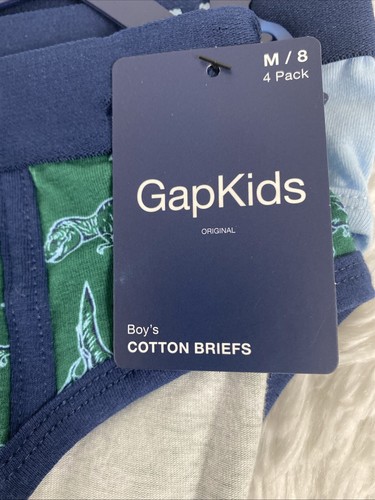 M / 8
4 Pack
GapKids
ORIGINAL
Boy's
COTTON BRIEFS